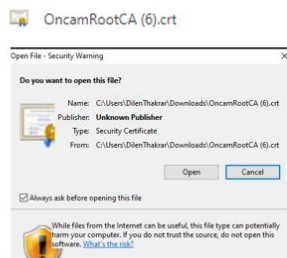 OncamRootCA (6).crt
Open File - Security Warning
Do you want to open this file?
Name: C:\Users\DilenThakrar\Downloads\OncamRootCA (6).crt
Publisher: Unknown Publisher
Type: Security Certificate
From: C:\Users\DilenThakrar\Downloads\OncamRootCA (6).crt
Open Cancel
Always ask before opening this file
While files from the Internet can be useful, this file type can potentially
harm your computer. If you do not trust the source, do not open this
software. What's the risk?